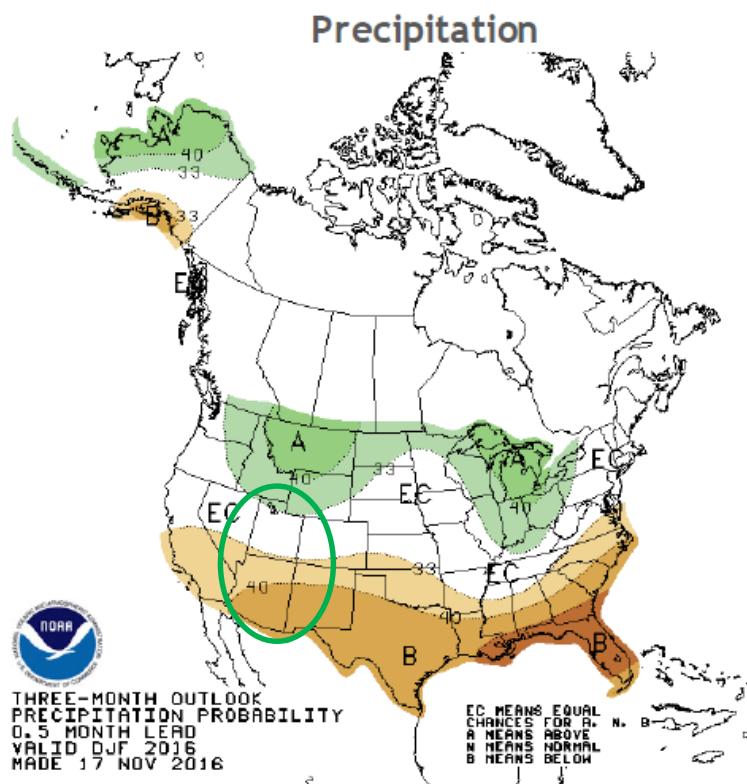 Precipitation
A
40
33
B
33
EC
A
33
A
40
EC
EC
40
EC
33
EC
40
40
B
B
NOAA
THREE-MONTH OUTLOOK
PRECIPITATION PROBABILITY
0.5 MONTH LEAD
VALID DJF 2016
MADE 17 NOV 2016
EC MEANS EQUAL
CHANCES FOR A, N, B
A MEANS ABOVE
N MEANS NORMAL
B MEANS BELOW